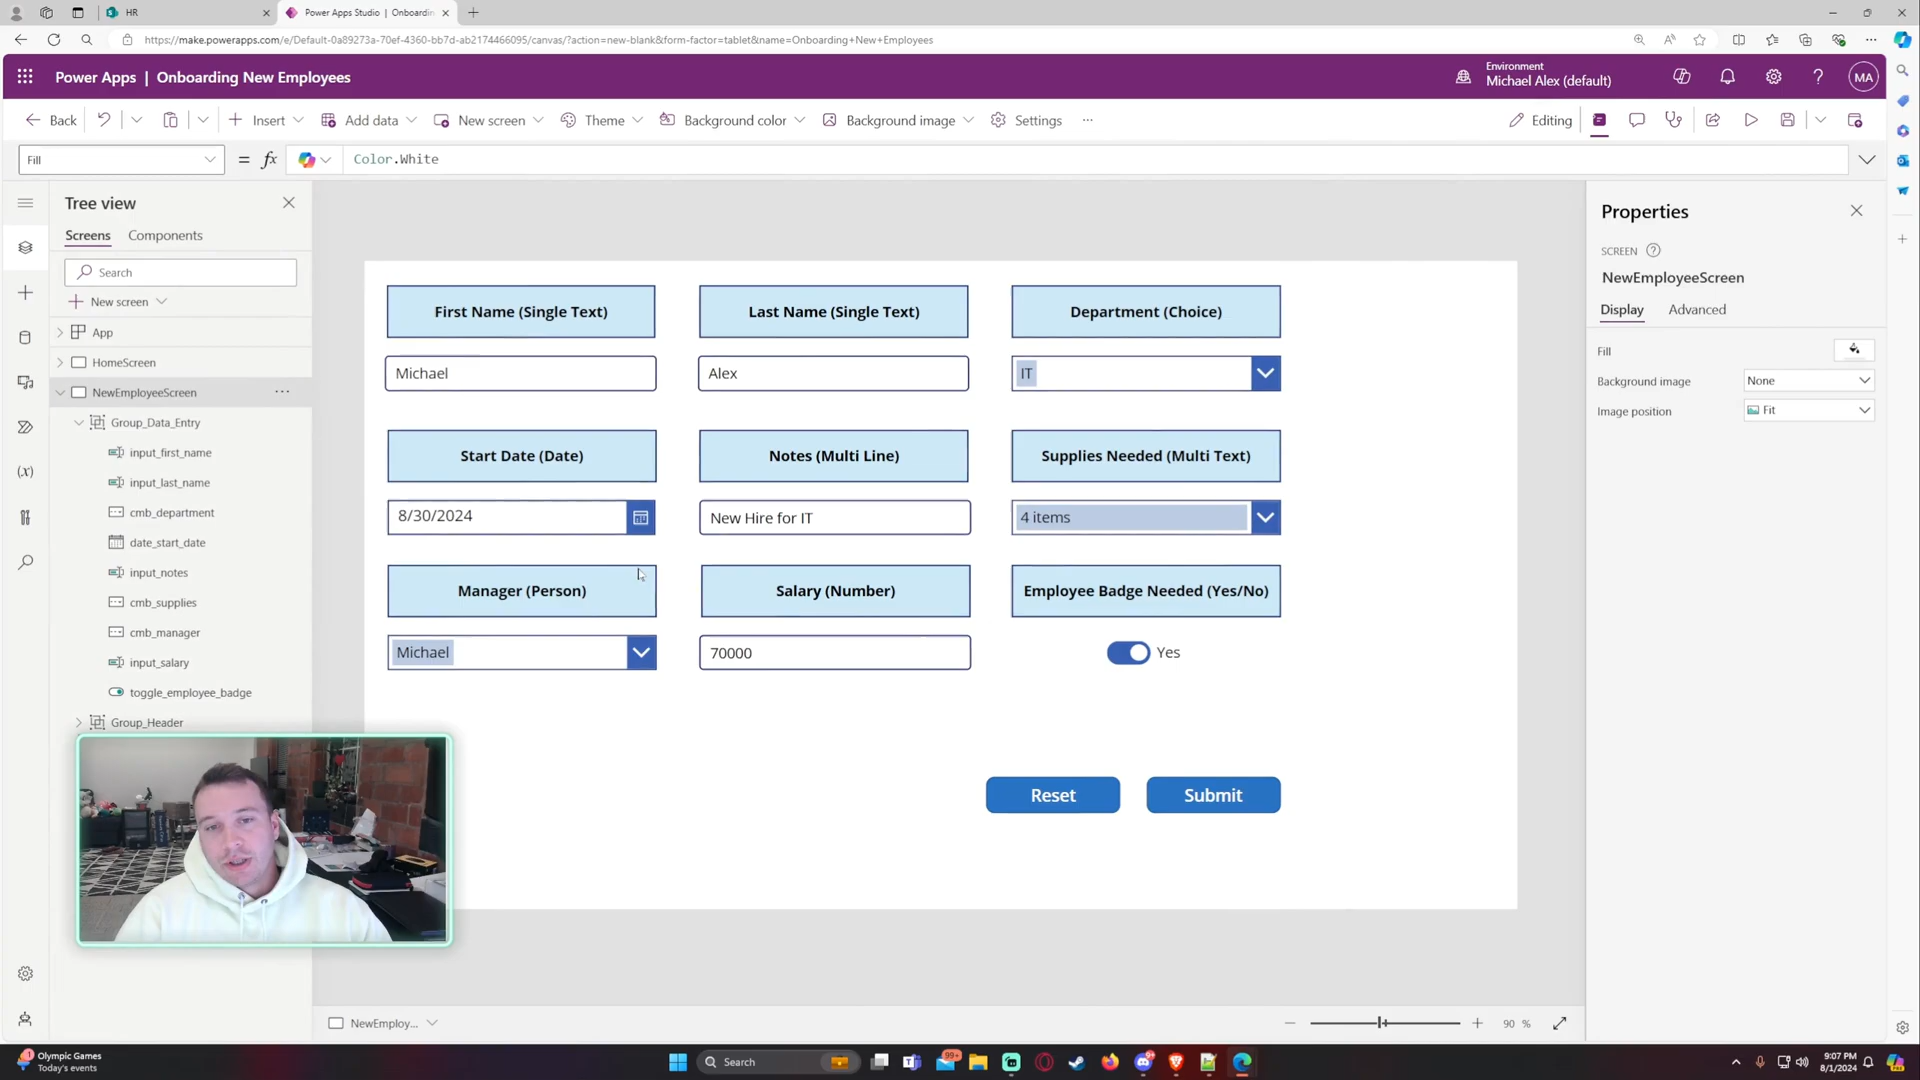 HR
Power Apps Studio | Onboardin
https://make.powerapps.com/e/Default-0a89273a-70ef-4360-bb7d-ab2174466095/canvas/?action=new-blank&form-factor=tablet&name=Onboarding+New+Employees
Power Apps | Onboarding New Employees
Environment
Michael Alex (default)
MA
Back
Insert
Add data
New screen
Theme
Background color
Background image
Settings
Editing
Fill
= fx
Color.White
Tree view
Screens
Components
Search
New screen
App
HomeScreen
NewEmployeeScreen
Group_Data_Entry
input_first_name
input_last_name
cmb_department
date_start_date
input_notes
cmb_supplies
cmb_manager
input_salary
toggle_employee_badge
Group_Header
First Name (Single Text)
Last Name (Single Text)
Department (Choice)
Michael
Alex
IT
Start Date (Date)
Notes (Multi Line)
Supplies Needed (Multi Text)
8/30/2024
New Hire for IT
4 items
Manager (Person)
Salary (Number)
Employee Badge Needed (Yes/No)
Michael
70000
Yes
Reset
Submit
Properties
SCREEN
NewEmployeeScreen
Display
Advanced
Fill
Background image
None
Image position
Fit
NewEmploy...
90 %
Olympic Games
Today's events
Search
99+
9:07 PM
8/1/2024